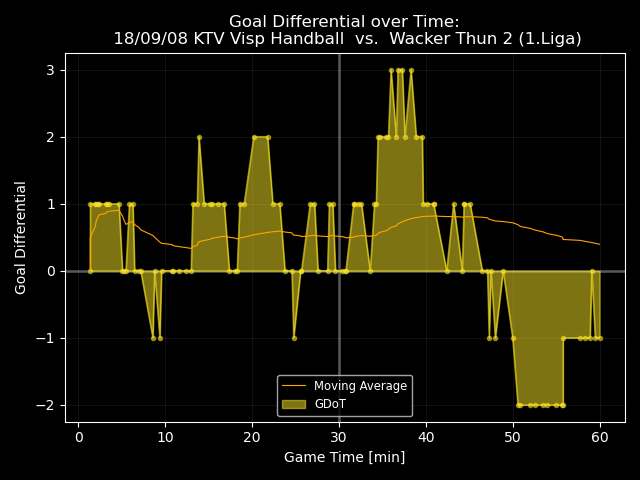 Goal Differential over Time:
18/09/08 KTV Visp Handball  vs.  Wacker Thun 2 (1.Liga)
Goal Differential
3
2
1
0
−1
−2
Moving Average
GDoT
0 10 20 30 40 50 60
Game Time [min]